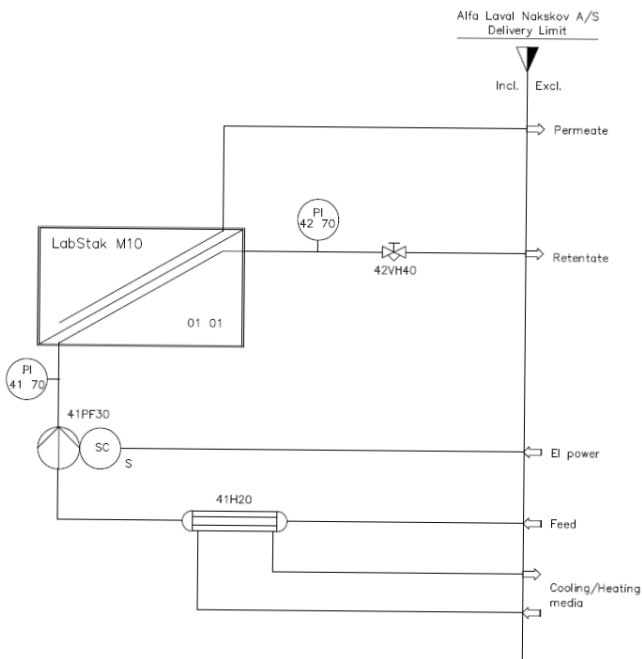 Alfa Laval Nakskov A/S
Delivery Limit
Incl. Excl.
Permeate
LabStak M10
PI
42 70
42VH40
Retentate
01 01
PI
41 70
41PF30
SC
S
El power
41H20
Feed
Cooling/Heating
media